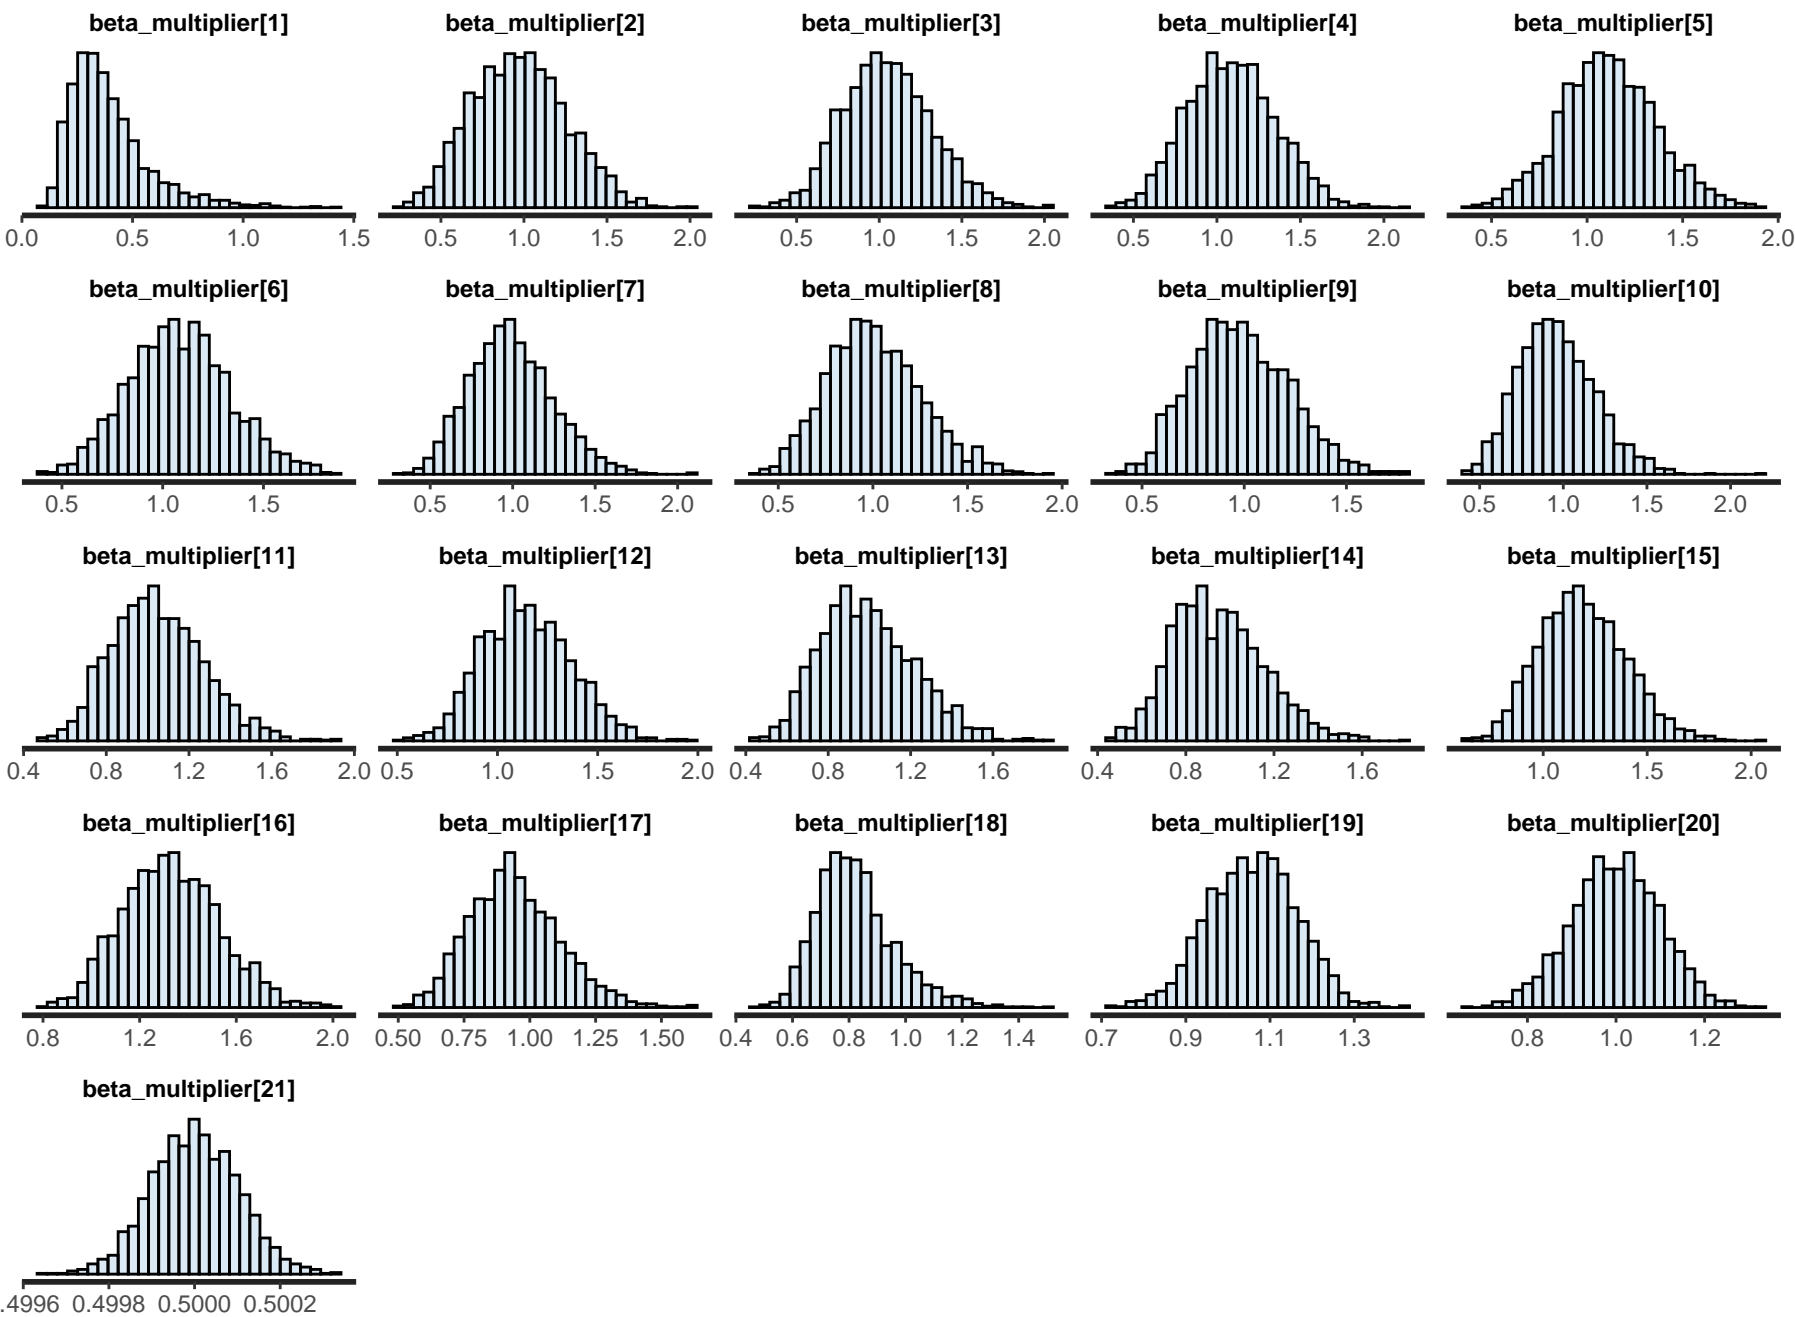 beta_multiplier[1] beta_multiplier[2] beta_multiplier[3] beta_multiplier[4] beta_multiplier[5]
0.0 0.5 1.0 1.5 0.5 1.0 1.5 2.0 0.5 1.0 1.5 2.0 0.5 1.0 1.5 2.0 0.5 1.0 1.5 2.0
beta_multiplier[6] beta_multiplier[7] beta_multiplier[8] beta_multiplier[9] beta_multiplier[10]
0.5 1.0 1.5 0.5 1.0 1.5 2.0 0.5 1.0 1.5 2.0 0.5 1.0 1.5 0.5 1.0 1.5 2.0
beta_multiplier[11] beta_multiplier[12] beta_multiplier[13] beta_multiplier[14] beta_multiplier[15]
0.4 0.8 1.2 1.6 2.0 0.5 1.0 1.5 2.0 0.4 0.8 1.2 1.6 0.4 0.8 1.2 1.6 1.0 1.5 2.0
beta_multiplier[16] beta_multiplier[17] beta_multiplier[18] beta_multiplier[19] beta_multiplier[20]
0.8 1.2 1.6 2.0 0.50 0.75 1.00 1.25 1.50 0.4 0.6 0.8 1.0 1.2 1.4 0.7 0.9 1.1 1.3 0.8 1.0 1.2
beta_multiplier[21]
.4996 0.4998 0.5000 0.5002